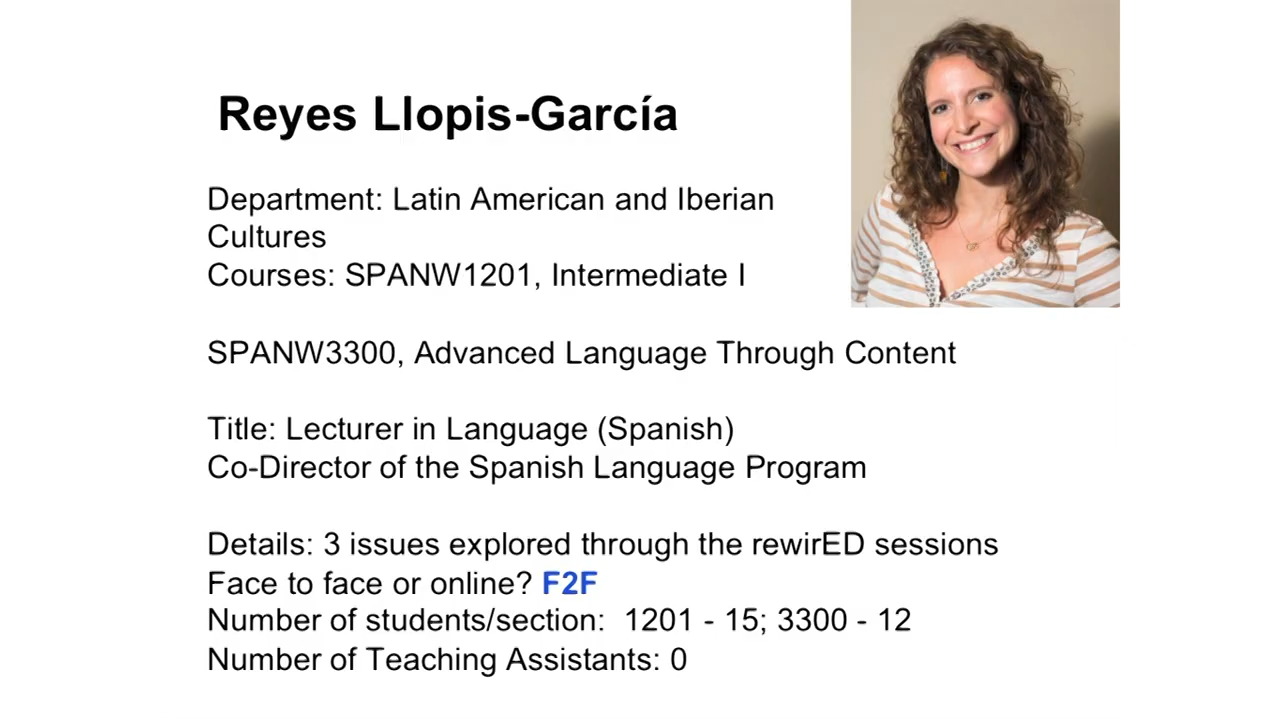 Reyes Llopis-García
Department: Latin American and Iberian
Cultures
Courses: SPANW1201, Intermediate I
SPANW3300, Advanced Language Through Content
Title: Lecturer in Language (Spanish)
Co-Director of the Spanish Language Program
Details: 3 issues explored through the rewirED sessions
Face to face or online? F2F
Number of students/section:  1201 - 15; 3300 - 12
Number of Teaching Assistants: 0